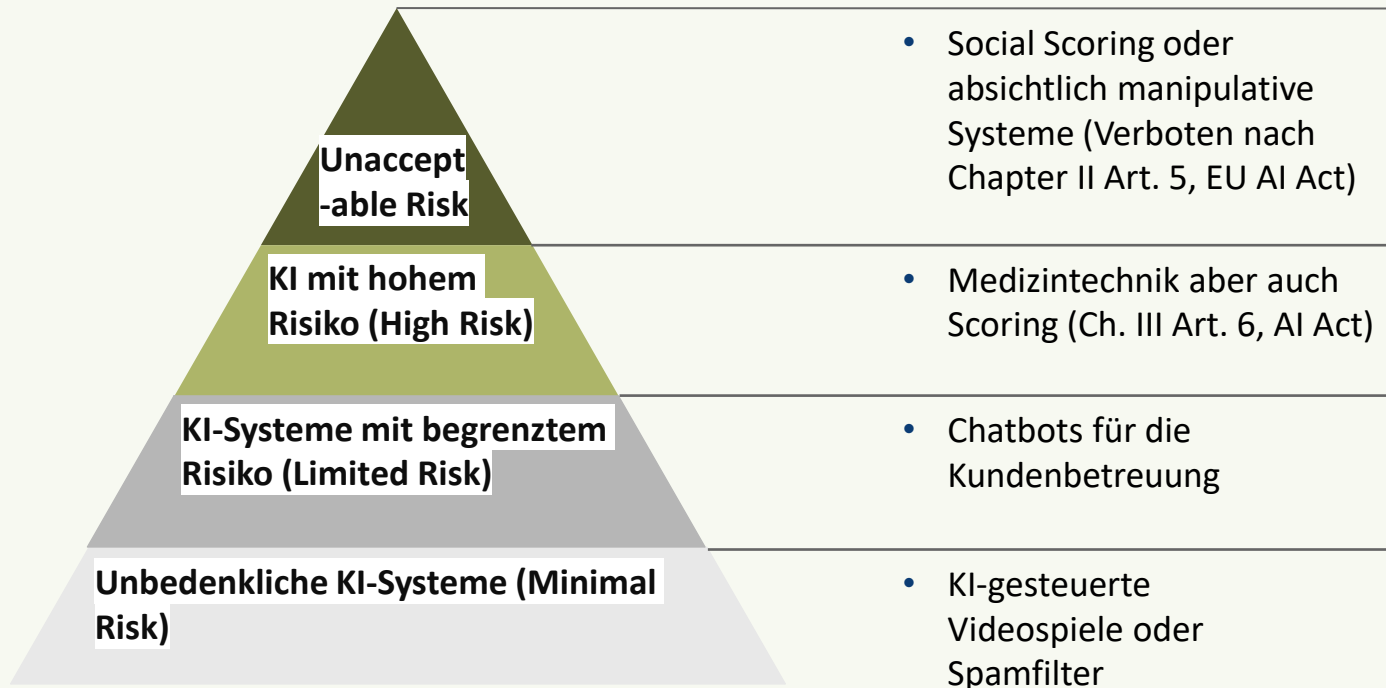 Unaccept
-able Risk
• Social Scoring oder
absichtlich manipulative
Systeme (Verboten nach
Chapter II Art. 5, EU AI Act)
KI mit hohem
Risiko (High Risk)
• Medizintechnik aber auch
Scoring (Ch. III Art. 6, AI Act)
KI-Systeme mit begrenztem
Risiko (Limited Risk)
• Chatbots für die
Kundenbetreuung
Unbedenkliche KI-Systeme (Minimal
Risk)
• KI-gesteuerte
Videospiele oder
Spamfilter